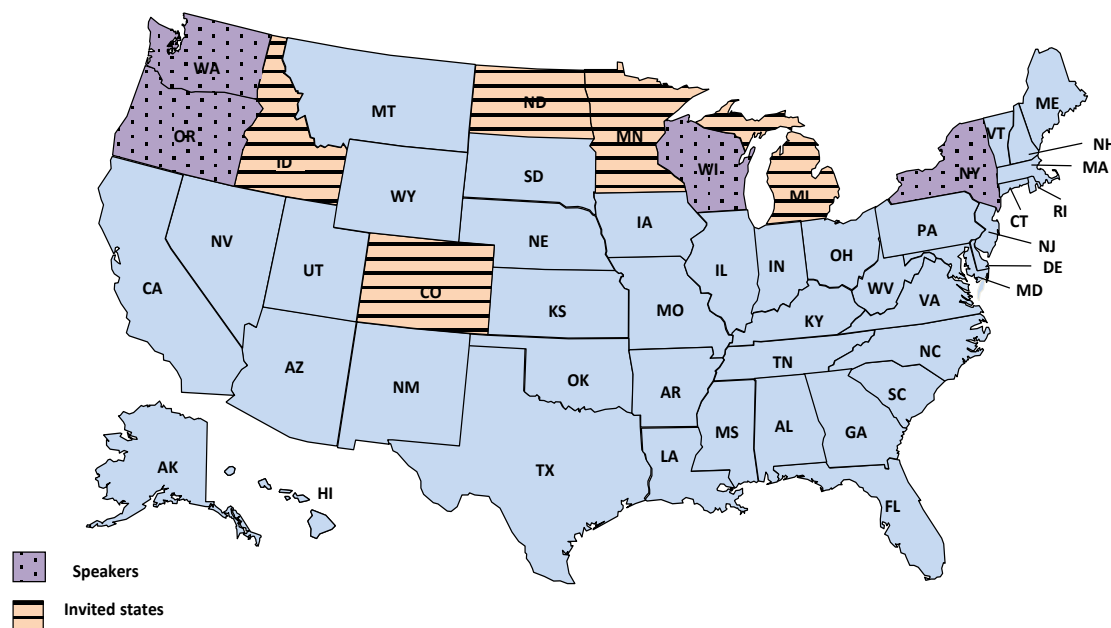 WA
ME
MT
ND
VT
OR
MN
NH
ID
WI
MA
SD
NY
WY
MI
RI
CT
IA
PA
NV
NE
NJ
OH
UT
IL
IN
DE
CA
CO
WV
MD
VA
KS
MO
KY
NC
TN
AZ
OK
NM
AR
SC
MS
AL
GA
LA
AK
TX
HI
FL
Speakers
Invited states